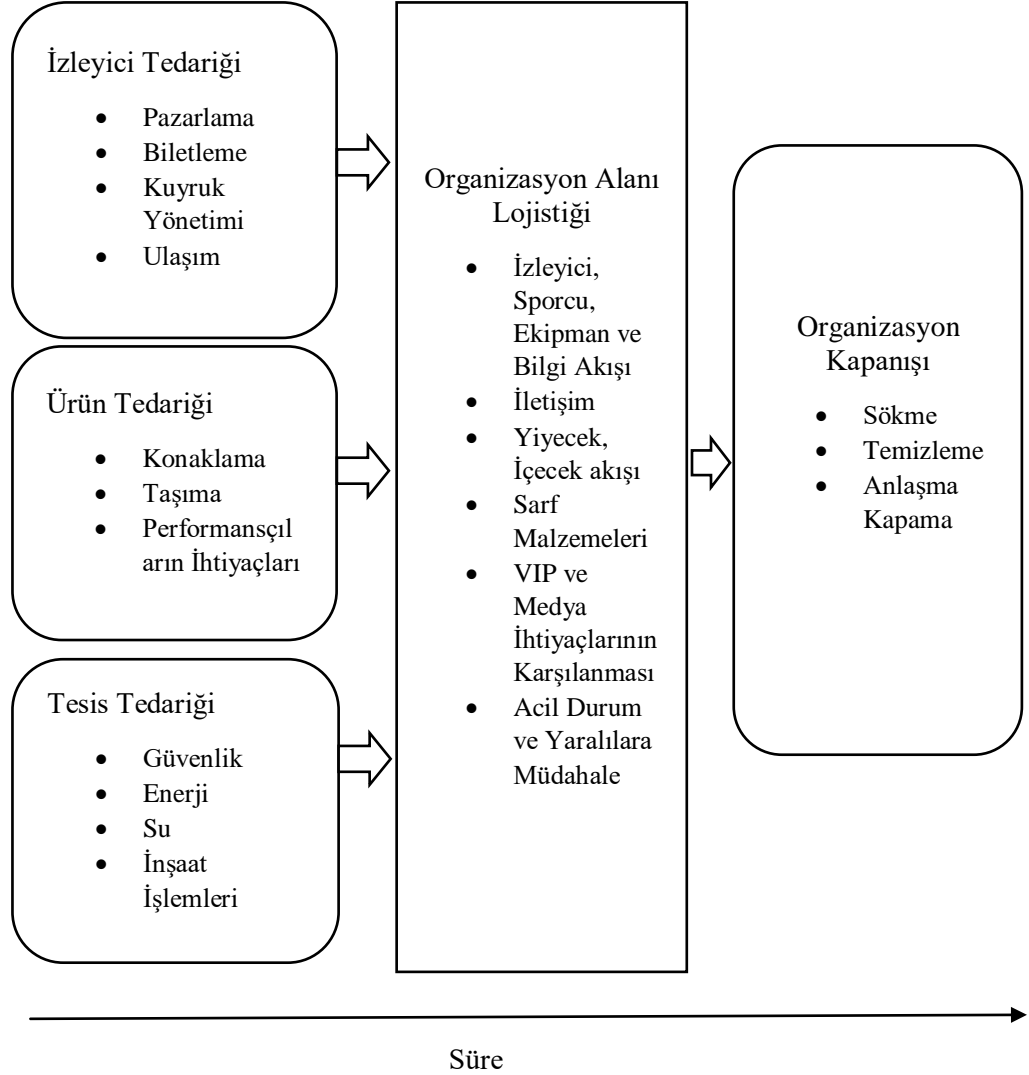 İzleyici Tedariği
• Pazarlama
• Biletleme
• Kuyruk
Yönetimi
• Ulaşım
Ürün Tedariği
• Konaklama
• Taşıma
• Performansçıl
arın İhtiyaçları
Tesis Tedariği
• Güvenlik
• Enerji
• Su
• İnşaat
İşlemleri
Organizasyon Alanı
Lojistiği
• İzleyici,
Sporcu,
Ekipman ve
Bilgi Akışı
• İletişim
• Yiyecek,
İçecek akışı
• Sarf
Malzemeleri
• VIP ve
Medya
İhtiyaçlarının
Karşılanması
• Acil Durum
ve Yaralılara
Müdahale
Organizasyon
Kapanışı
• Sökme
• Temizleme
• Anlaşma
Kapama
Süre